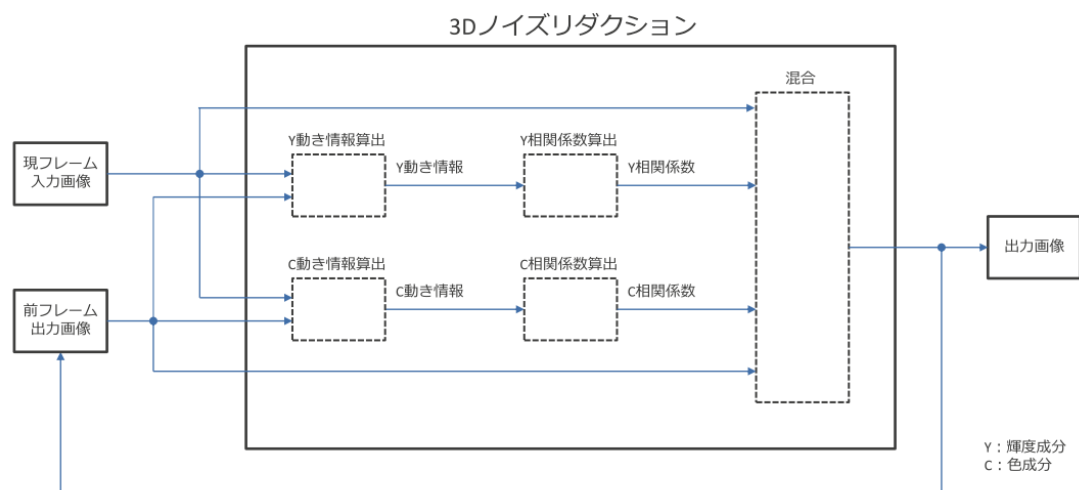 3Dノイズリダクション
混合
Y動き情報算出
Y相関係数算出
現フレーム
入力画像
Y動き情報
Y相関係数
出力画像
C動き情報算出
C相関係数算出
前フレーム
出力画像
C動き情報
C相関係数
Y：輝度成分
C：色成分